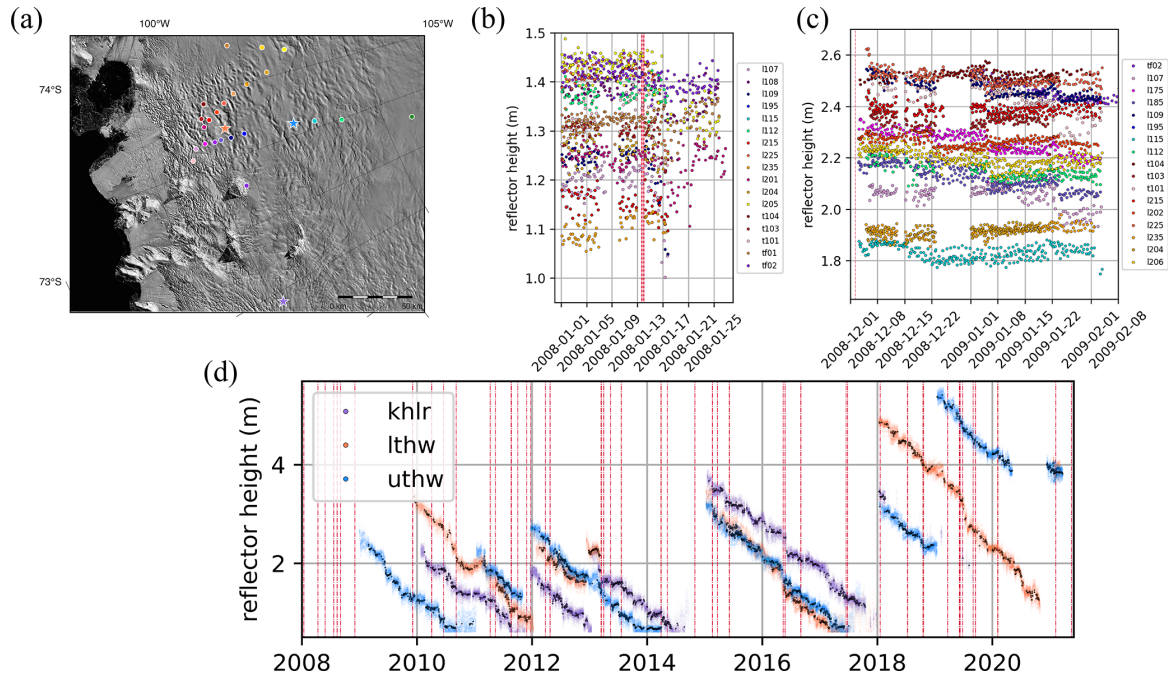 (a)
100°W
105°W
74°S
73°S
0 km
50 km
(b)
reflector height (m)
1.5
1.4
1.3
1.2
1.1
1.0
2008-01-01
2008-01-05
2008-01-09
2008-01-13
2008-01-17
2008-01-21
2008-01-25
l107
l108
l109
l195
l115
l112
l215
l225
l235
l201
l204
l205
t104
t103
t101
tf01
tf02
(c)
reflector height (m)
2.6
2.4
2.2
2.0
1.8
2008-12-01
2008-12-08
2008-12-15
2008-12-22
2009-01-01
2009-01-08
2009-01-15
2009-01-22
2009-02-01
2009-02-08
tf02
l107
l175
l185
l109
l195
l115
l112
t104
t103
t101
l215
l202
l225
l235
l204
l206
(d)
reflector height (m)
4
2
khlr
lthw
uthw
2008
2010
2012
2014
2016
2018
2020